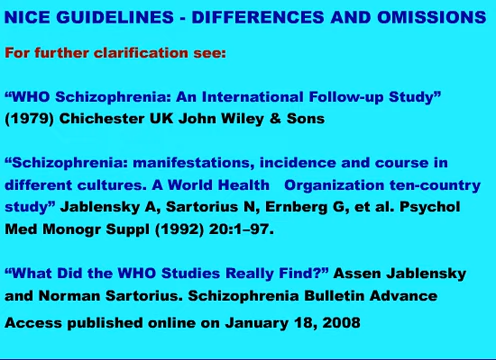 NICE GUIDELINES - DIFFERENCES AND OMISSIONS
For further clarification see:
“WHO Schizophrenia: An International Follow-up Study”
(1979) Chichester UK John Wiley & Sons
“Schizophrenia: manifestations, incidence and course in
different cultures. A World Health   Organization ten-country
study” Jablensky A, Sartorius N, Ernberg G, et al. Psychol
Med Monogr Suppl (1992) 20:1–97.
“What Did the WHO Studies Really Find?” Assen Jablensky
and Norman Sartorius. Schizophrenia Bulletin Advance
Access published online on January 18, 2008